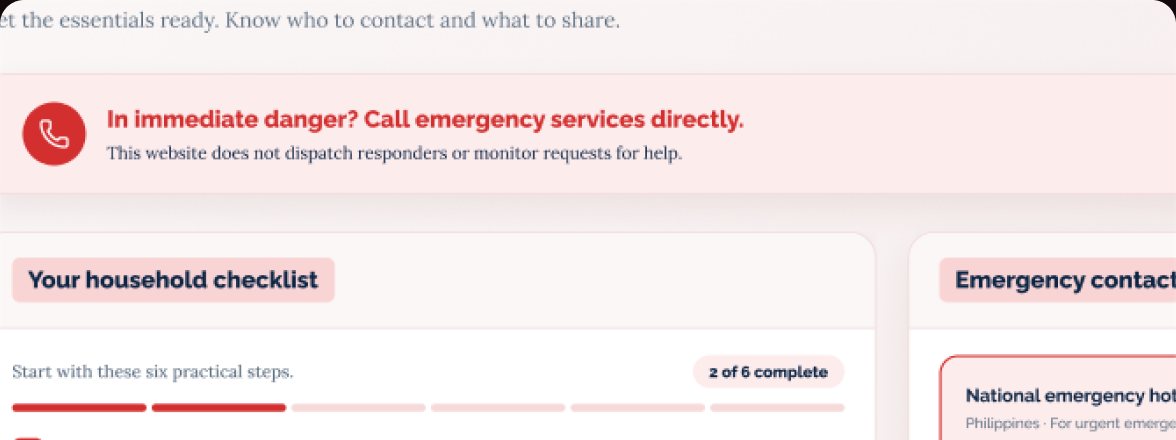 et the essentials ready. Know who to contact and what to share.
In immediate danger? Call emergency services directly.
This website does not dispatch responders or monitor requests for help.
Your household checklist
Start with these six practical steps.
2 of 6 complete
Emergency contact
National emergency hot
Philippines · For urgent emerge